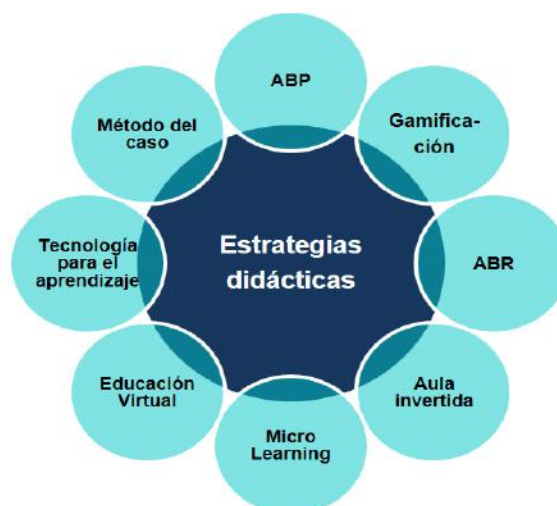 ABP
Gamifica-
ción
ABR
Aula
invertida
Micro
Learning
Educación
Virtual
Tecnología
para el
aprendizaje
Método del
caso
Estrategias
didácticas